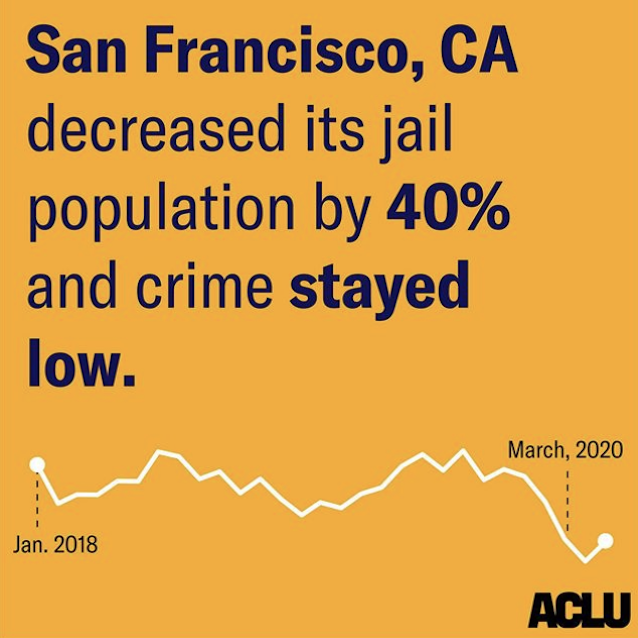 San Francisco, CA
decreased its jail
population by 40%
and crime stayed
low.
March, 2020
Jan. 2018
ACLU